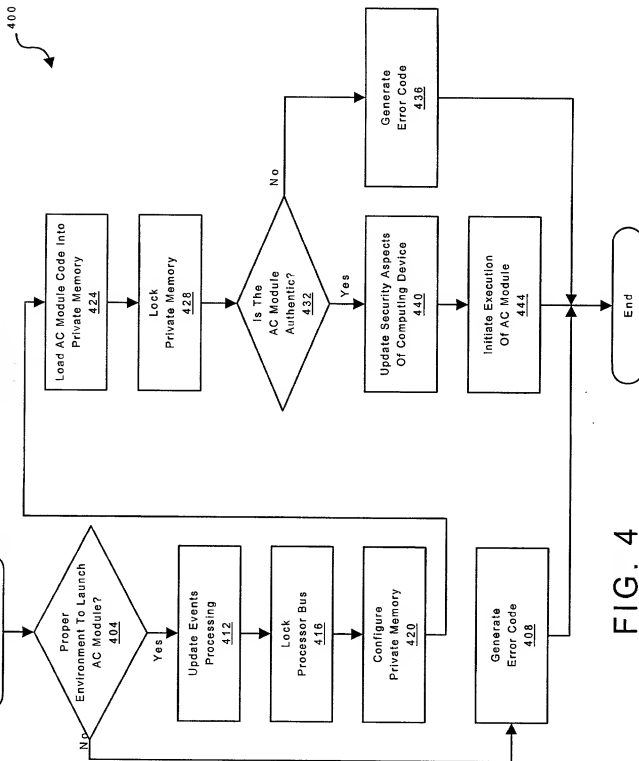 400
Proper
Environment To Launch
AC Module?
404
No
Yes
Update Events
Processing
412
Lock
Processor Bus
416
Configure
Private Memory
420
Generate
Error Code
408
Load AC Module Code Into
Private Memory
424
Lock
Private Memory
428
Is The
AC Module
Authentic?
432
No
Yes
Generate
Error Code
436
Update Security Aspects
Of Computing Device
440
Initiate Execution
Of AC Module
444
End
FIG. 4